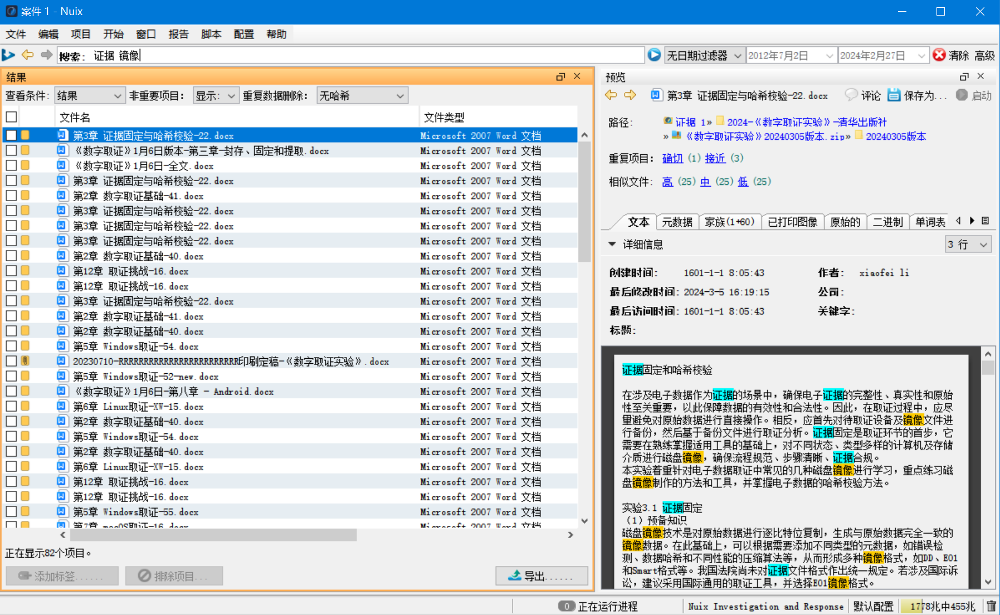 案件 1 - Nuix
文件 编辑 项目 开始 窗口 报告 脚本 配置 帮助
搜索: 证据 镜像
无日期过滤器 2012年7月2日 2024年2月27日 清除 高级
结果
查看条件: 结果 非重要项目: 显示: 重复数据删除: 无哈希
文件名 文件类型
第3章 证据固定与哈希校验-22.docx Microsoft 2007 Word 文档
《数字取证》1月6日版本-第三章-封存、固定和提取.docx Microsoft 2007 Word 文档
《数字取证》1月6日-全文.docx Microsoft 2007 Word 文档
第3章 证据固定与哈希校验-22.docx Microsoft 2007 Word 文档
第2章 数字取证基础-41.docx Microsoft 2007 Word 文档
第3章 证据固定与哈希校验-22.docx Microsoft 2007 Word 文档
第3章 证据固定与哈希校验-22.docx Microsoft 2007 Word 文档
第3章 证据固定与哈希校验-22.docx Microsoft 2007 Word 文档
第2章 数字取证基础-40.docx Microsoft 2007 Word 文档
第12章 取证挑战-16.docx Microsoft 2007 Word 文档
第12章 取证挑战-16.docx Microsoft 2007 Word 文档
第3章 证据固定与哈希校验-22.docx Microsoft 2007 Word 文档
第2章 数字取证基础-41.docx Microsoft 2007 Word 文档
第2章 数字取证基础-40.docx Microsoft 2007 Word 文档
第5章 Windows取证-54.docx Microsoft 2007 Word 文档
20230710-RRRRRRRRRRRRRRRRRRRRRRRR印刷定稿-《数字取证实验》.docx Microsoft 2007 Word 文档
第5章 Windows取证-52-new.docx Microsoft 2007 Word 文档
《数字取证》1月6日-第八章 - Android.docx Microsoft 2007 Word 文档
第6章 Linux取证-XW-15.docx Microsoft 2007 Word 文档
第2章 数字取证基础-40.docx Microsoft 2007 Word 文档
第5章 Windows取证-54.docx Microsoft 2007 Word 文档
第2章 数字取证基础-40.docx Microsoft 2007 Word 文档
第6章 Linux取证-XW-15.docx Microsoft 2007 Word 文档
第12章 取证挑战-16.docx Microsoft 2007 Word 文档
第12章 取证挑战-16.docx Microsoft 2007 Word 文档
第5章 Windows取证-55.docx Microsoft 2007 Word 文档
第7章 macOS取证-16.docx Microsoft 2007 Word 文档
正在显示82个项目。
添加标签...... 排除项目... 导出......
预览
第3章 证据固定与哈希校验-22.docx 评论 保存为... 启动
路径: 证据 1» 2024-《数字取证实验》-清华出版社
» 《数字取证实验》20240305版本.zip» 20240305版本
重复项目: 确切 (1) 接近 (3)
相似文件: 高 (25) 中 (25) 低 (25)
文本 元数据 家族(1+60) 已打印图像 原始的 二进制 单词表
详细信息 3 行
创建时间: 1601-1-1 8:05:43 作者: xiaofei li
最后修改时间: 2024-3-5 16:19:15 公司:
最后访问时间: 1601-1-1 8:05:43 关键字:
标题:
证据固定和哈希校验
在涉及电子数据作为证据的场景中，确保电子证据的完整性、真实性和原始
性至关重要，以此保障数据的有效性和合法性。因此，在取证过程中，应尽
量避免对原始数据进行直接操作。相反，应首先对待取证设备及镜像文件进
行备份，然后基于备份文件进行取证分析。证据固定是取证环节的首步，它
需要在熟练掌握适用工具的基础上，对不同状态、类型多样的计算机及存储
介质进行磁盘镜像，确保流程规范、步骤清晰、证据合规。
本实验着重针对电子数据取证中常见的几种磁盘镜像进行学习，重点练习磁
盘镜像制作的方法和工具，并掌握电子数据的哈希校验方法。
实验3.1 证据固定
（1）预备知识
磁盘镜像技术是对原始数据进行逐比特位复制，生成与原始数据完全一致的
镜像数据。在此基础上，可以根据需要添加不同类型的元数据，如错误检
测、数据哈希和不同性能的压缩算法等，从而形成多种镜像格式，如DD、E01
和Smart格式等。我国法院尚未对证据文件格式作出统一规定。若涉及国际诉
讼，建议采用国际通用的取证工具，并选择E01镜像格式。
0 正在运行进程 Nuix Investigation and Response 默认配置 1778兆中455兆